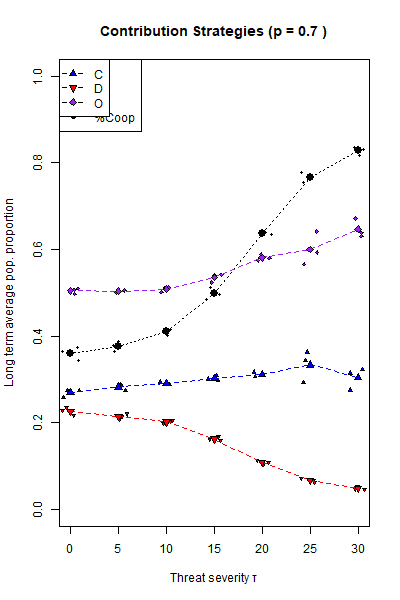 Contribution Strategies (p = 0.7 )
Long term average pop. proportion
1.0
0.8
0.6
0.4
0.2
0.0
C
D
O
%Coop
0 5 10 15 20 25 30
Threat severity τ